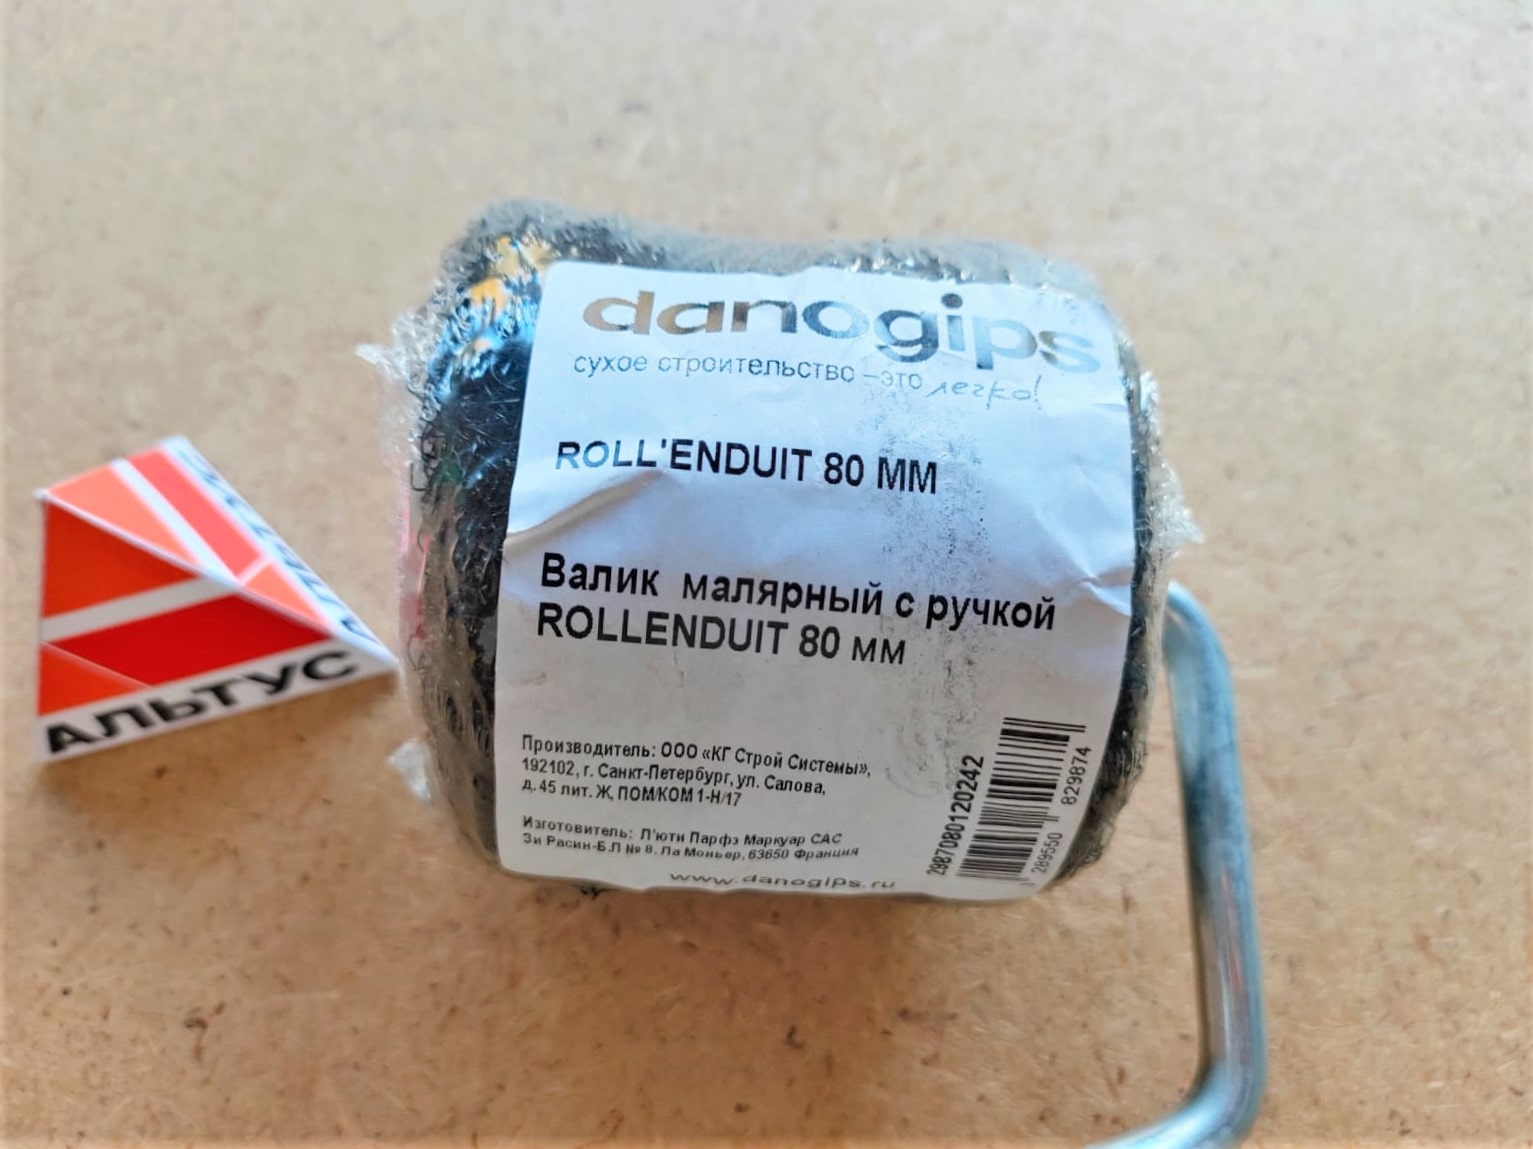 danogips
сухое строительство – это легко!
ROLL'ENDUIT 80 MM
Валик малярный с ручкой
ROLLENDUIT 80 мм
Производитель: ООО «КГ Строй Системы»,
192102, г. Санкт-Петербург, ул. Салова,
д. 45 лит. Ж, ПОМ/КОМ 1-Н/17
Изготовитель: Л'юти Парфэ Маркуар САС
Зи Расин-Б.П № 8, Ла Моньер, 63650 Франция
www.danogips.ru
2987080120242
3 289550 829874
АЛЬТУС